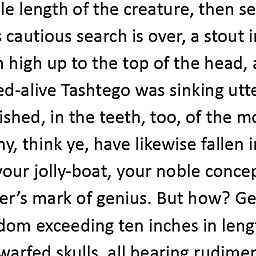 le length of the creature, then se
cautious search is over, a stout i
high up to the top of the head, a
ed-alive Tashtego was sinking utte
ished, in the teeth, too, of the mo
ny, think ye, have likewise fallen i
your jolly-boat, your noble concep
er's mark of genius. But how? Ge
dom exceeding ten inches in leng
warfed skulls, all bearing rudimen